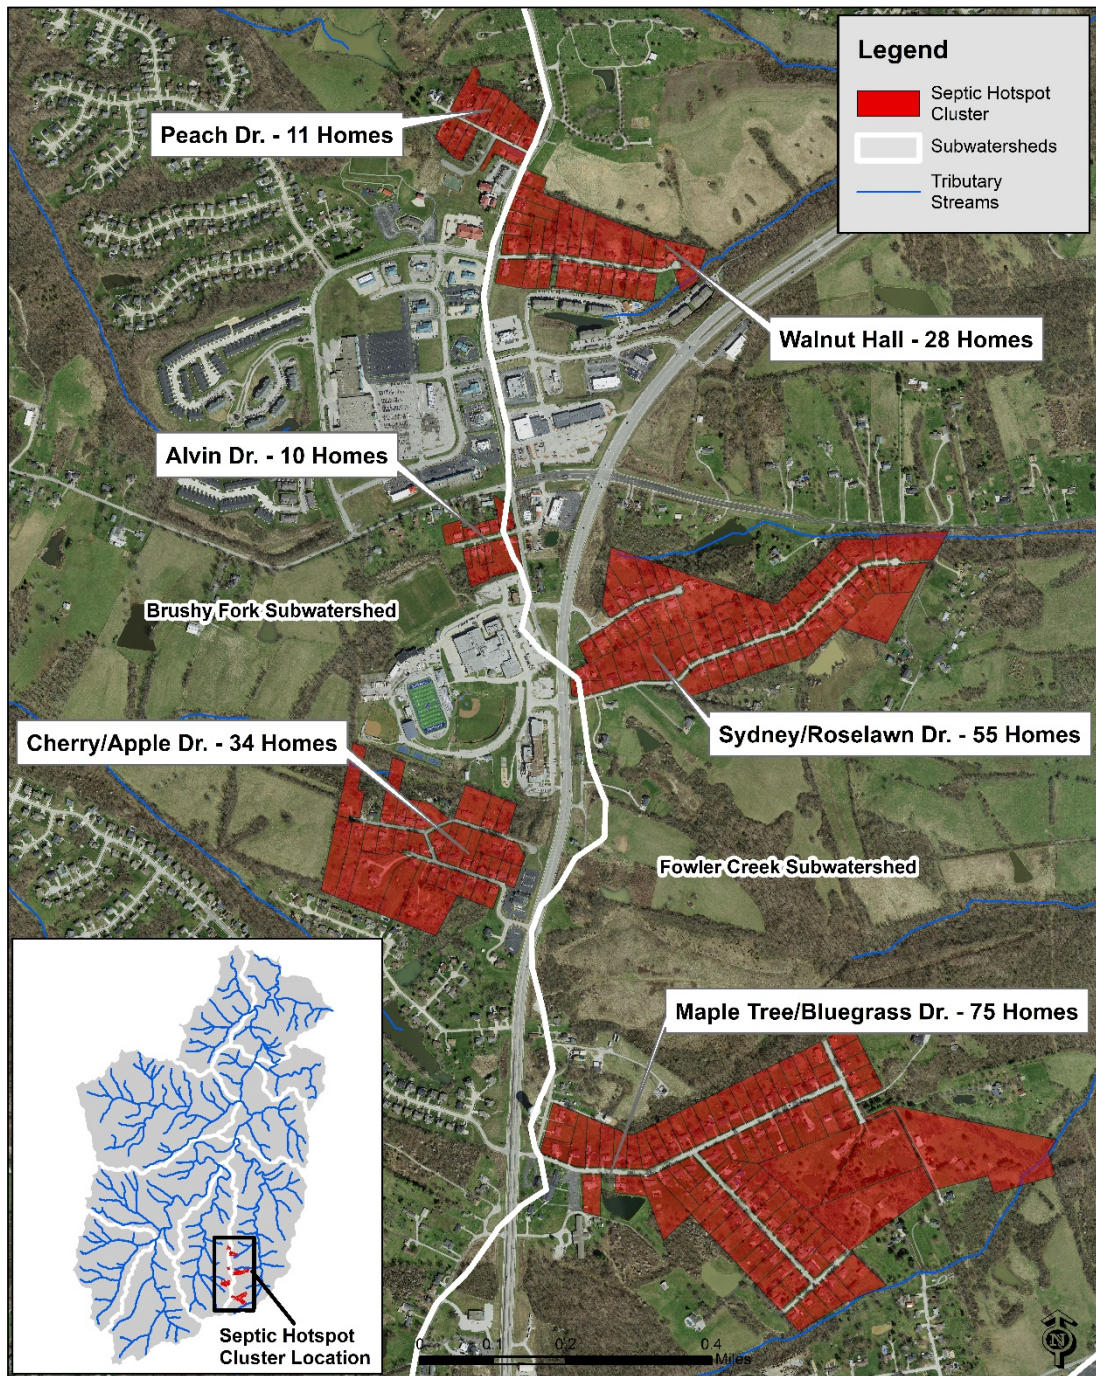 Legend
Septic Hotspot
Cluster
Subwatersheds
Tributary
Streams
Peach Dr. - 11 Homes
Walnut Hall - 28 Homes
Alvin Dr. - 10 Homes
Brushy Fork Subwatershed
Sydney/Roselawn Dr. - 55 Homes
Cherry/Apple Dr. - 34 Homes
Fowler Creek Subwatershed
Maple Tree/Bluegrass Dr. - 75 Homes
Septic Hotspot
Cluster Location
0 0.1 0.2 0.4
Miles
N